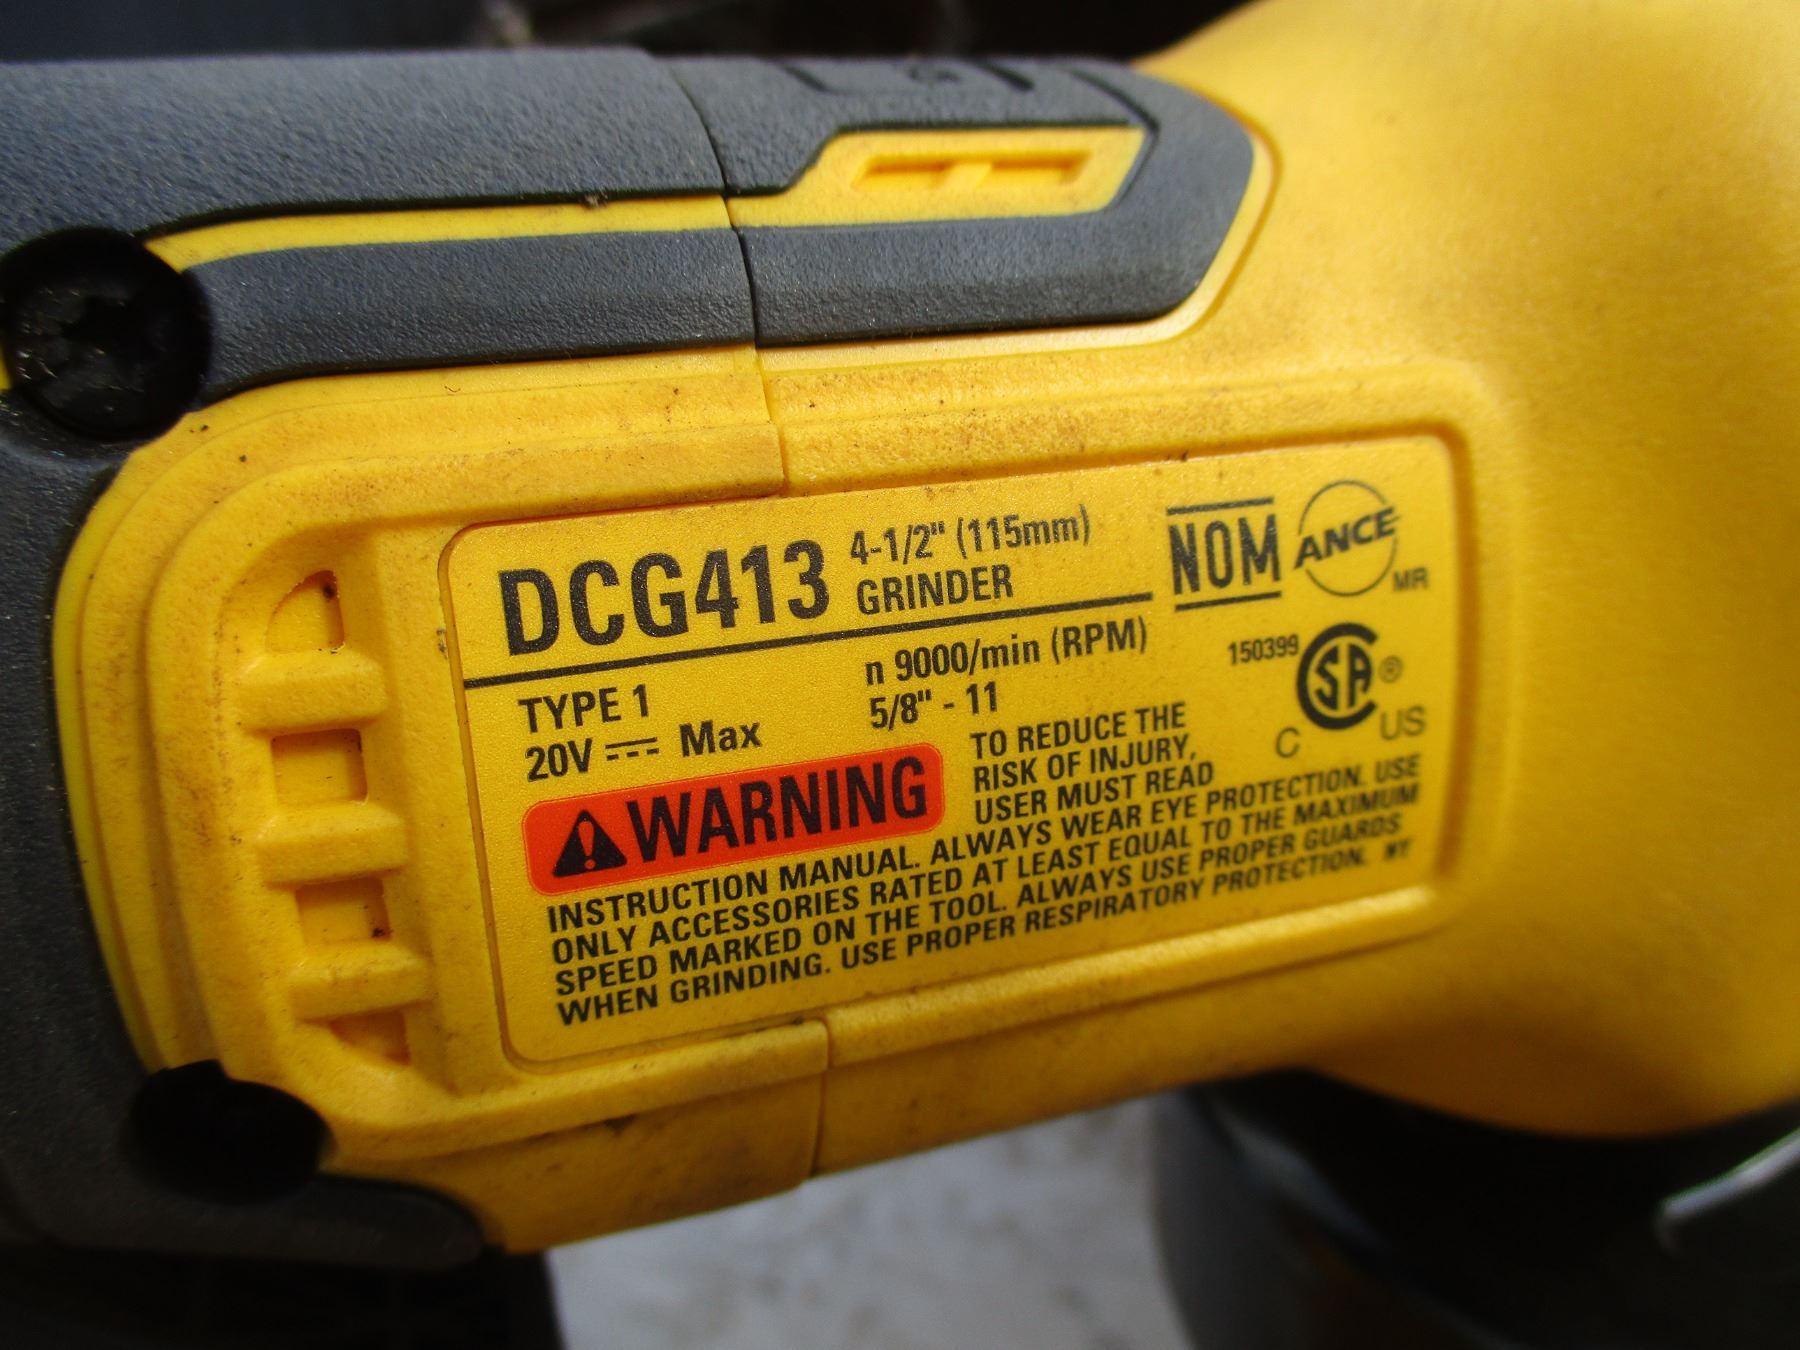 DCG413 4-1/2" (115mm)
GRINDER
NOM
ANCE
MR
TYPE 1
20V Max
n 9000/min (RPM)
5/8" - 11
150399
SA ®
C US
WARNING
TO REDUCE THE
RISK OF INJURY,
USER MUST READ
INSTRUCTION MANUAL. ALWAYS WEAR EYE PROTECTION. USE
ONLY ACCESSORIES RATED AT LEAST EQUAL TO THE MAXIMUM
SPEED MARKED ON THE TOOL. ALWAYS USE PROPER GUARDS
WHEN GRINDING. USE PROPER RESPIRATORY PROTECTION. NY